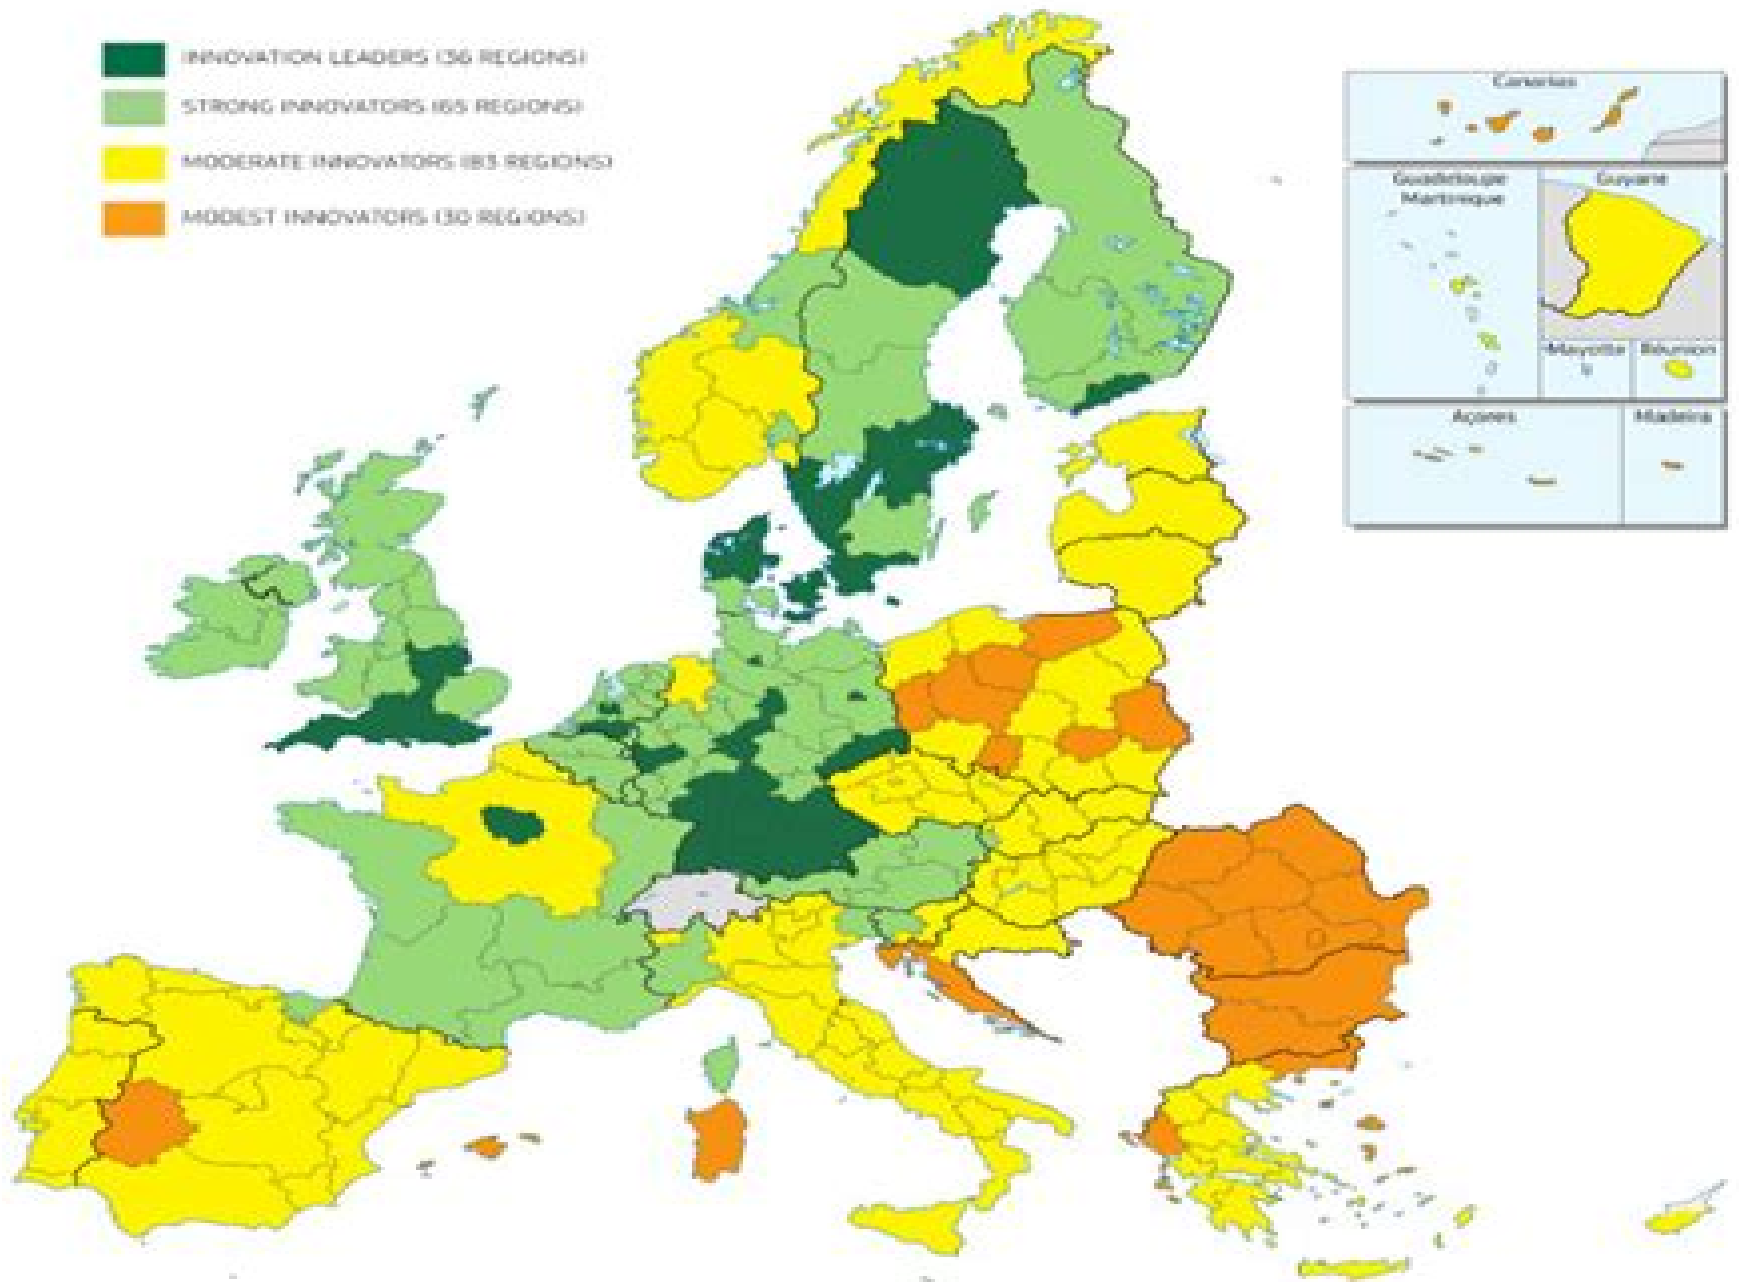 INNOVATION LEADERS (36 REGIONS)
STRONG INNOVATORS (65 REGIONS)
MODERATE INNOVATORS (83 REGIONS)
MODEST INNOVATORS (30 REGIONS)
Canarias
Guadeloupe
Martinique
Guyane
Mayotte
Réunion
Açores
Madeira